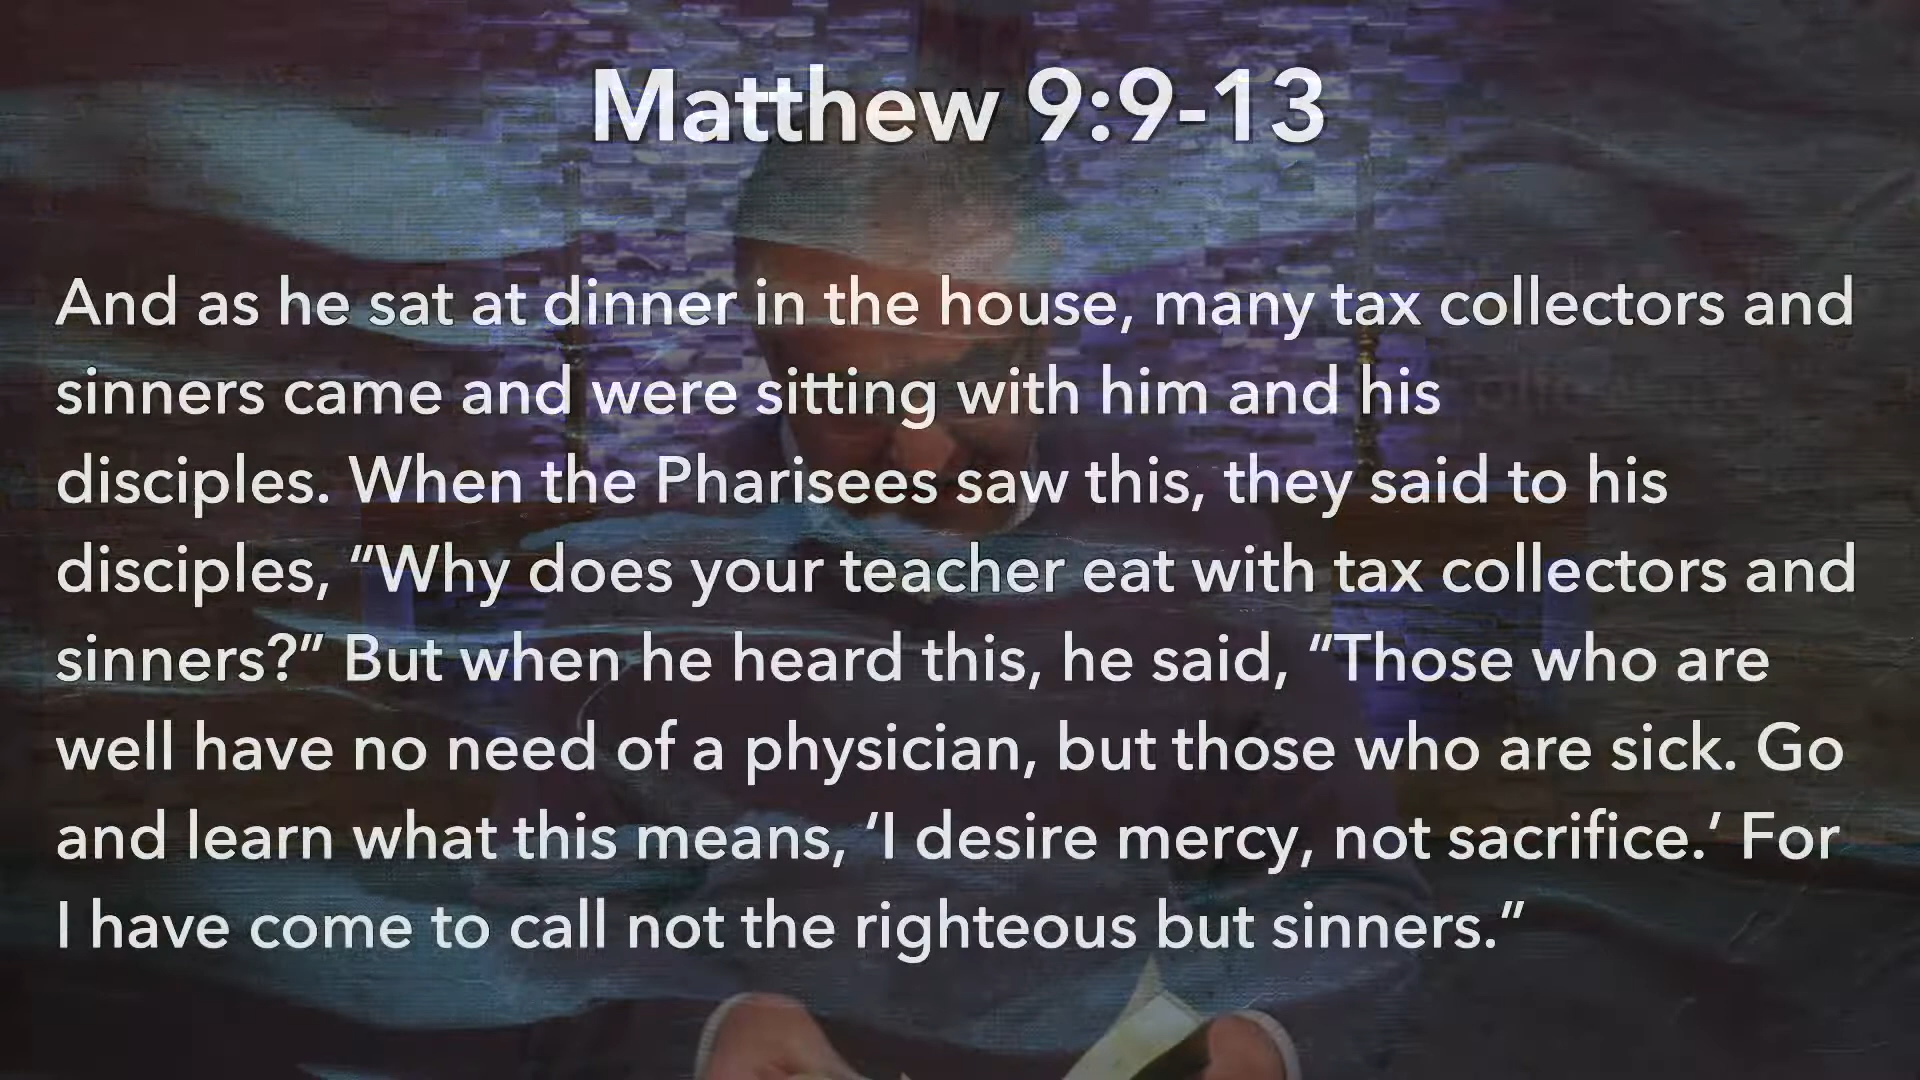 Matthew 9:9-13
And as he sat at dinner in the house, many tax collectors and
sinners came and were sitting with him and his
disciples. When the Pharisees saw this, they said to his
disciples, “Why does your teacher eat with tax collectors and
sinners?” But when he heard this, he said, “Those who are
well have no need of a physician, but those who are sick. Go
and learn what this means, ‘I desire mercy, not sacrifice.’ For
I have come to call not the righteous but sinners.”